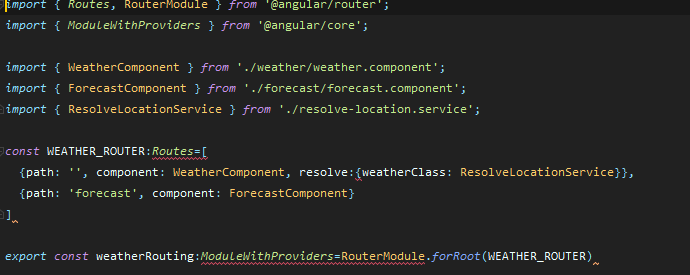 import { Routes, RouterModule } from '@angular/router';
import { ModuleWithProviders } from '@angular/core';
import { WeatherComponent } from './weather/weather.component';
import { ForecastComponent } from './forecast/forecast.component';
import { ResolveLocationService } from './resolve-location.service';
const WEATHER_ROUTER:Routes=[
{path: '', component: WeatherComponent, resolve:{weatherClass: ResolveLocationService}},
{path: 'forecast', component: ForecastComponent}
]
export const weatherRouting:ModuleWithProviders=RouterModule.forRoot(WEATHER_ROUTER)